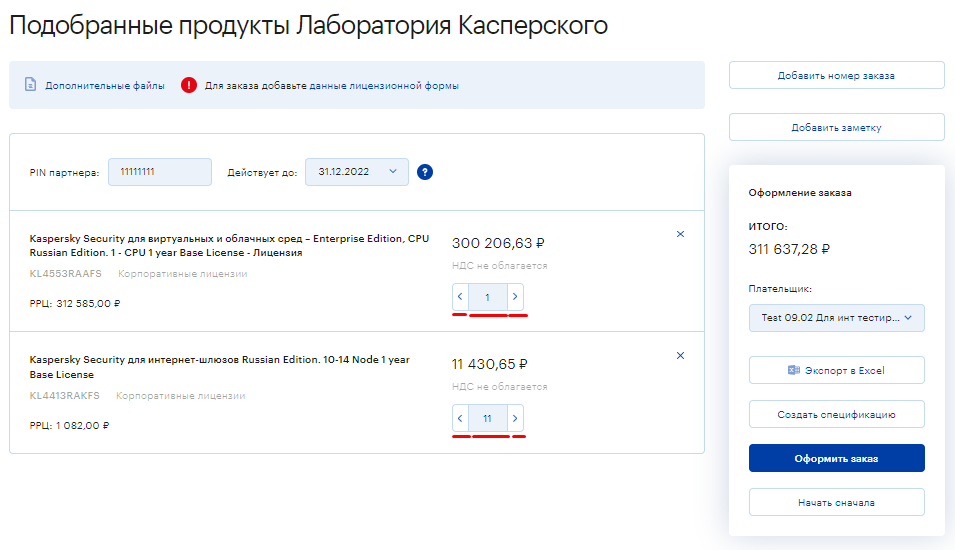 Подобранные продукты Лаборатория Касперского
Дополнительные файлы
! Для заказа добавьте данные лицензионной формы
PIN партнера: 11111111 Действует до: 31.12.2022 ?
Kaspersky Security для виртуальных и облачных сред – Enterprise Edition, CPU
Russian Edition. 1 - CPU 1 year Base License - Лицензия
KL4553RAAFS Корпоративные лицензии
РРЦ: 312 585,00 ₽
300 206,63 ₽
НДС не облагается
1
Kaspersky Security для интернет-шлюзов Russian Edition. 10-14 Node 1 year
Base License
KL4413RAKFS Корпоративные лицензии
РРЦ: 1 082,00 ₽
11 430,65 ₽
НДС не облагается
11
Добавить номер заказа
Добавить заметку
Оформление заказа
ИТОГО:
311 637,28 ₽
Плательщик:
Test 09.02 Для инт тестир...
Экспорт в Excel
Создать спецификацию
Оформить заказ
Начать сначала